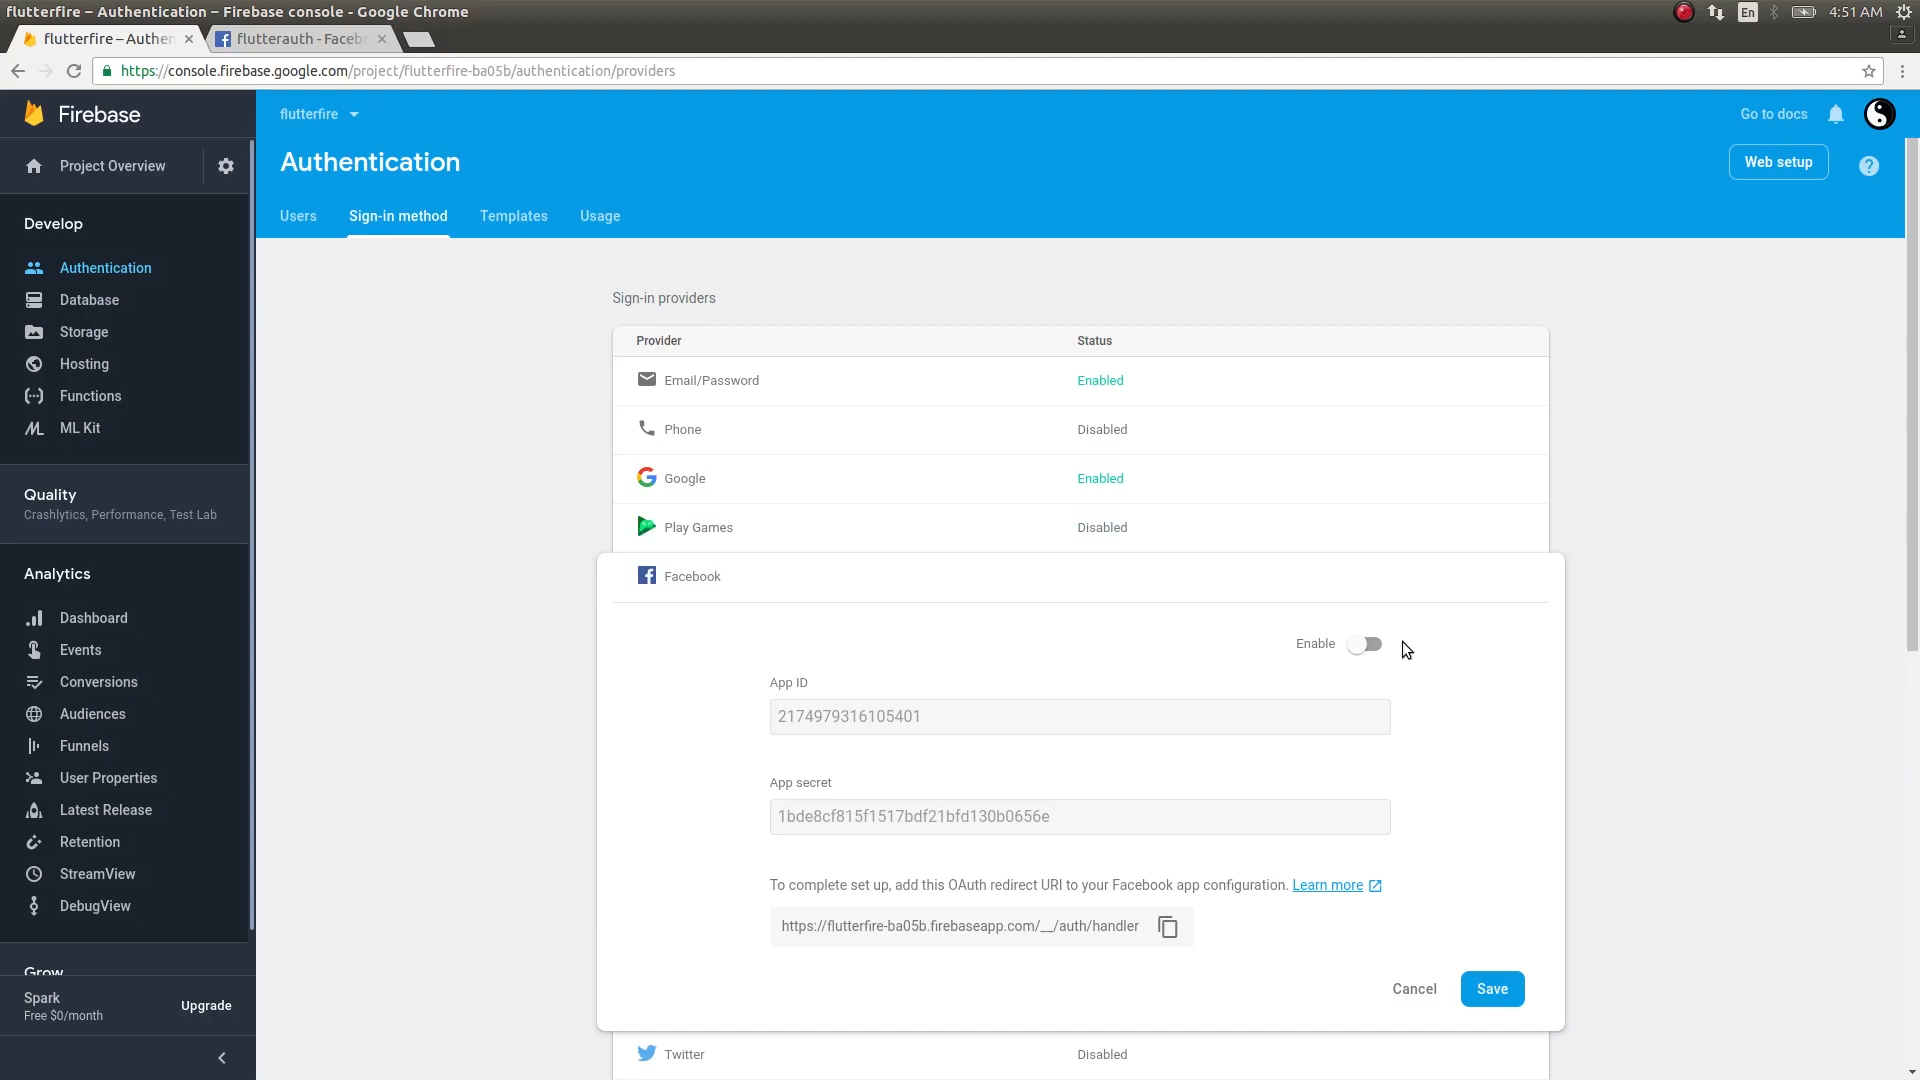 flutterfire – Authentication – Firebase console - Google Chrome
En
4:51 AM
flutterfire – Authen
flutterauth - Faceb
https://console.firebase.google.com/project/flutterfire-ba05b/authentication/providers
Firebase
flutterfire
Go to docs
Project Overview
Authentication
Web setup
?
Users
Sign-in method
Templates
Usage
Develop
Authentication
Database
Storage
Hosting
Functions
ML Kit
Quality
Crashlytics, Performance, Test Lab
Analytics
Dashboard
Events
Conversions
Audiences
Funnels
User Properties
Latest Release
Retention
StreamView
DebugView
Grow
Spark
Free $0/month
Upgrade
Sign-in providers
Provider
Status
Email/Password
Enabled
Phone
Disabled
Google
Enabled
Play Games
Disabled
Facebook
Enable
App ID
2174979316105401
App secret
1bde8cf815f1517bdf21bfd130b0656e
To complete set up, add this OAuth redirect URI to your Facebook app configuration. Learn more
https://flutterfire-ba05b.firebaseapp.com/__/auth/handler
Cancel
Save
Twitter
Disabled